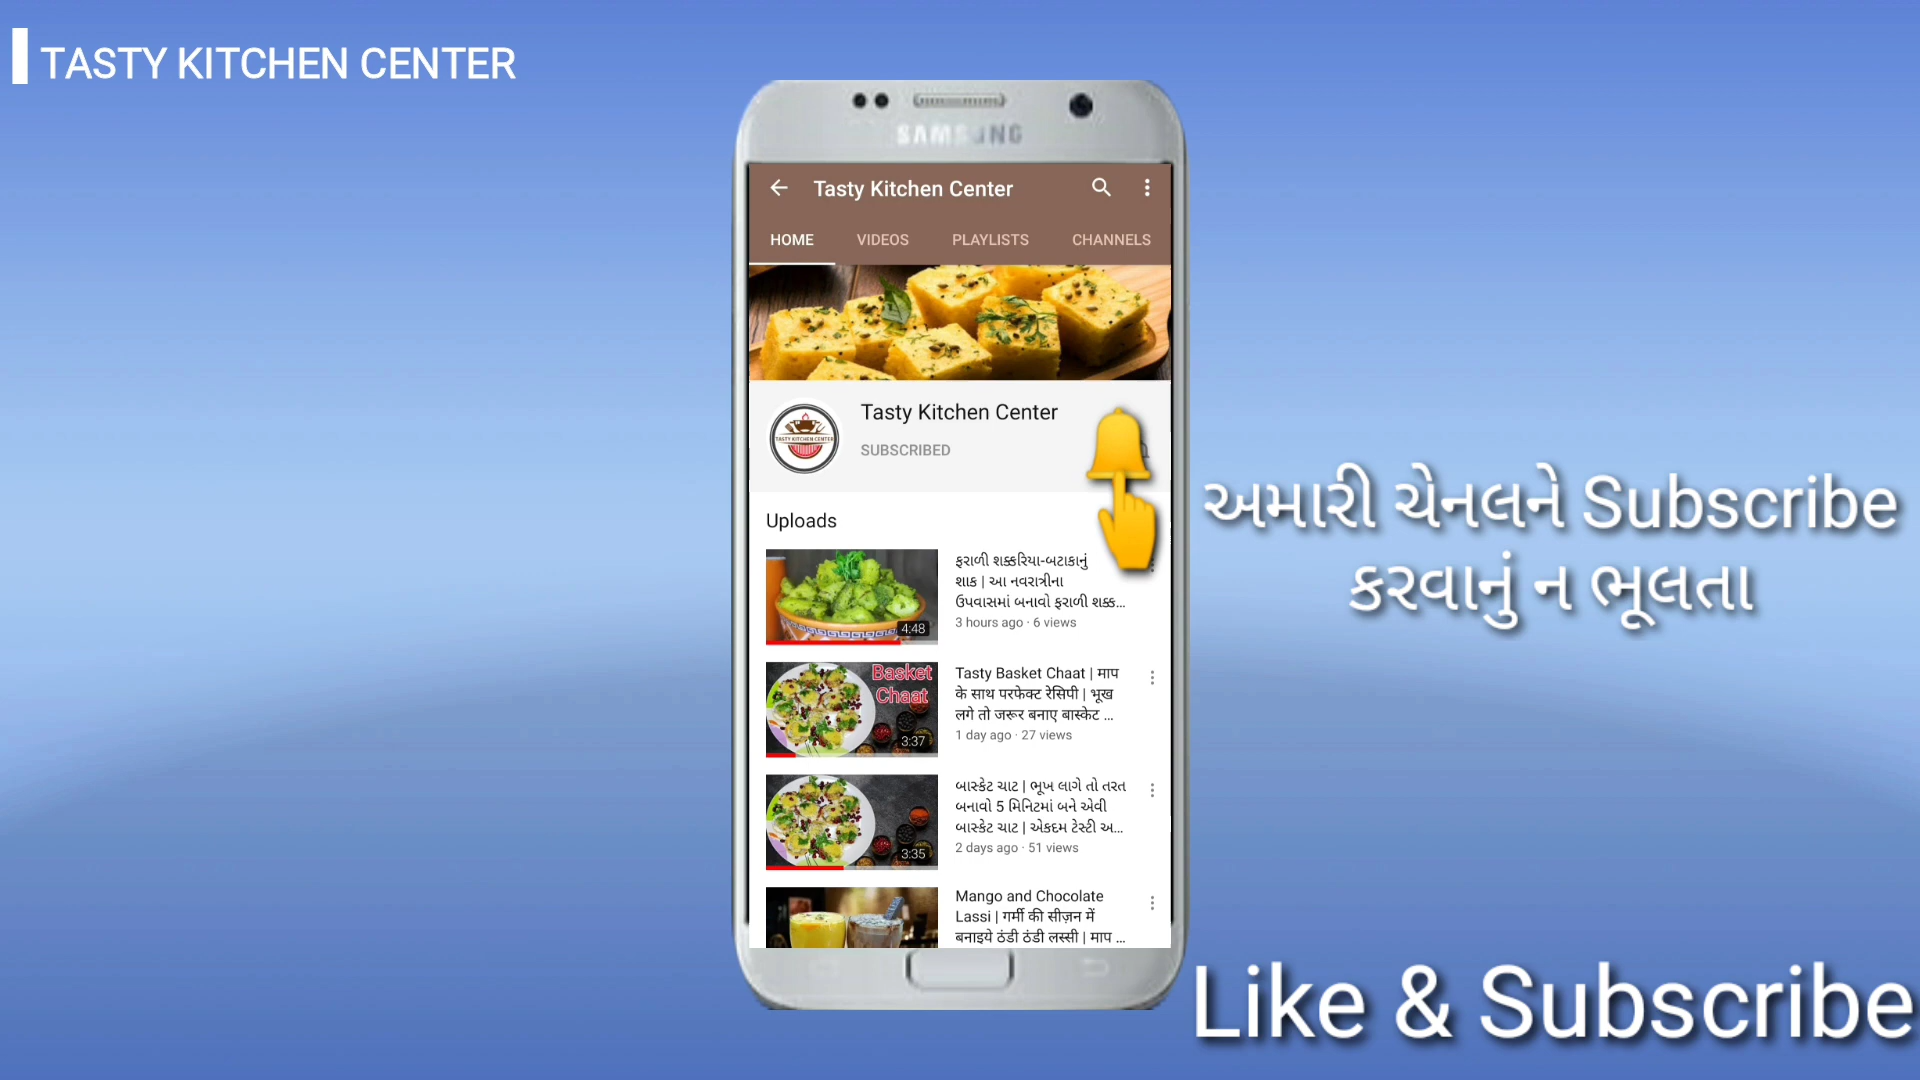 TASTY KITCHEN CENTER
SAMSUNG
Tasty Kitchen Center
HOME VIDEOS PLAYLISTS CHANNELS
Tasty Kitchen Center
TASTY KITCHEN CENTER
SUBSCRIBED
Uploads
ફરાળી શક્કરિયા-બટાકાનું
શાક | આ નવરાત્રીના
ઉપવાસમાં બનાવો ફરાળી શક્ક...
3 hours ago · 6 views
4:48
Basket
Chaat
3:37
Tasty Basket Chaat | माप
के साथ परफेक्ट रेसिपी | भूख
लगे तो जरूर बनाए बास्केट ...
1 day ago · 27 views
બાસ્કેટ ચાટ | ભૂખ લાગે તો તરત
બનાવો 5 મિનિટમાં બને એવી
બાસ્કેટ ચાટ | એકદમ ટેસ્ટી અ...
2 days ago · 51 views
3:35
Mango and Chocolate
Lassi | गर्मी की सीज़न में
बनाइये ठंडी ठंडी लस्सी | माप ...
અમારી ચેનલને Subscribe
કરવાનું ન ભૂલતા
Like & Subscribe